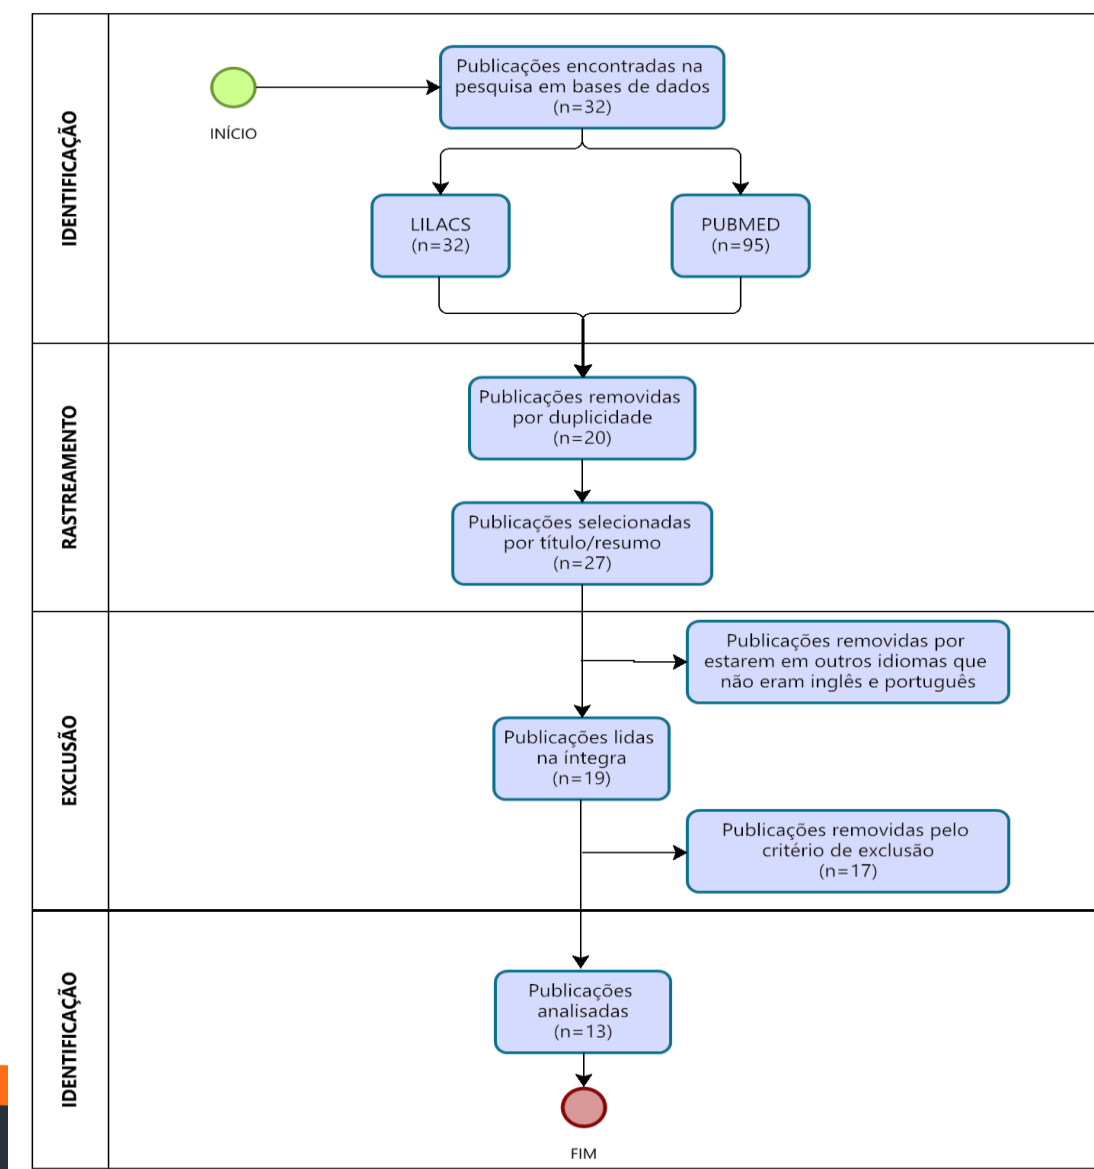 IDENTIFICAÇÃO
INÍCIO
Publicações encontradas na
pesquisa em bases de dados
(n=32)
LILACS
(n=32)
PUBMED
(n=95)
RASTREAMENTO
Publicações removidas
por duplicidade
(n=20)
Publicações selecionadas
por título/resumo
(n=27)
EXCLUSÃO
Publicações removidas por
estarem em outros idiomas que
não eram inglês e português
Publicações lidas
na íntegra
(n=19)
Publicações removidas pelo
critério de exclusão
(n=17)
IDENTIFICAÇÃO
Publicações
analisadas
(n=13)
FIM